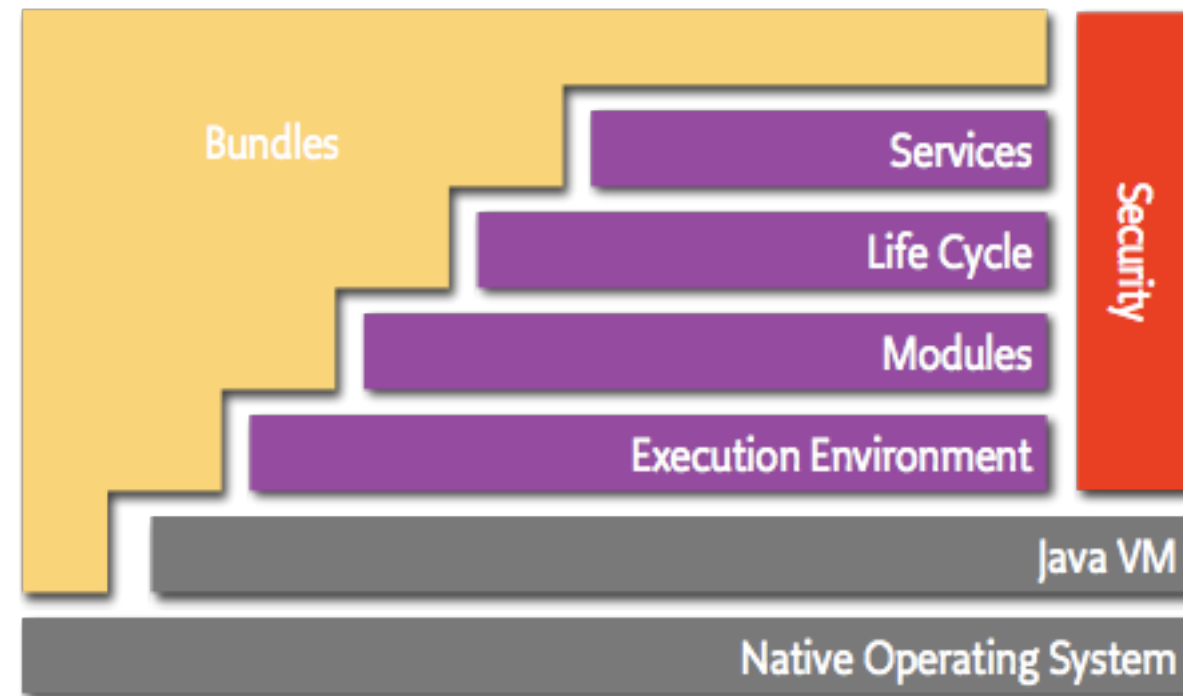 Bundles
Services
Life Cycle
Modules
Execution Environment
Security
Java VM
Native Operating System